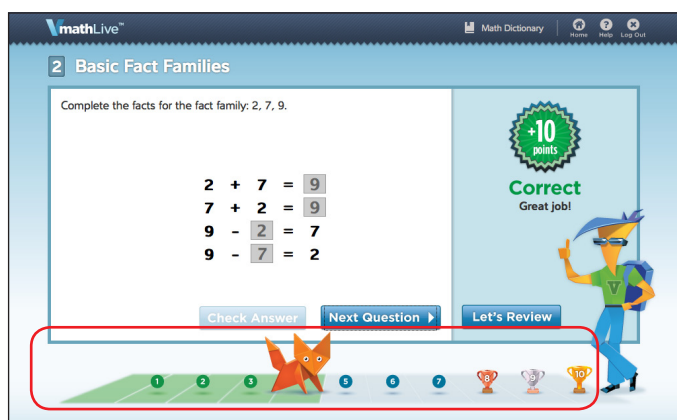 VmathLive™
Math Dictionary
Home Help Log Out
2 Basic Fact Families
Complete the facts for the fact family: 2, 7, 9.
2 + 7 = 9
7 + 2 = 9
9 - 2 = 7
9 - 7 = 2
+10
points
Correct
Great job!
V
Check Answer Next Question Let's Review
1 2 3 5 6 7 8 9 10